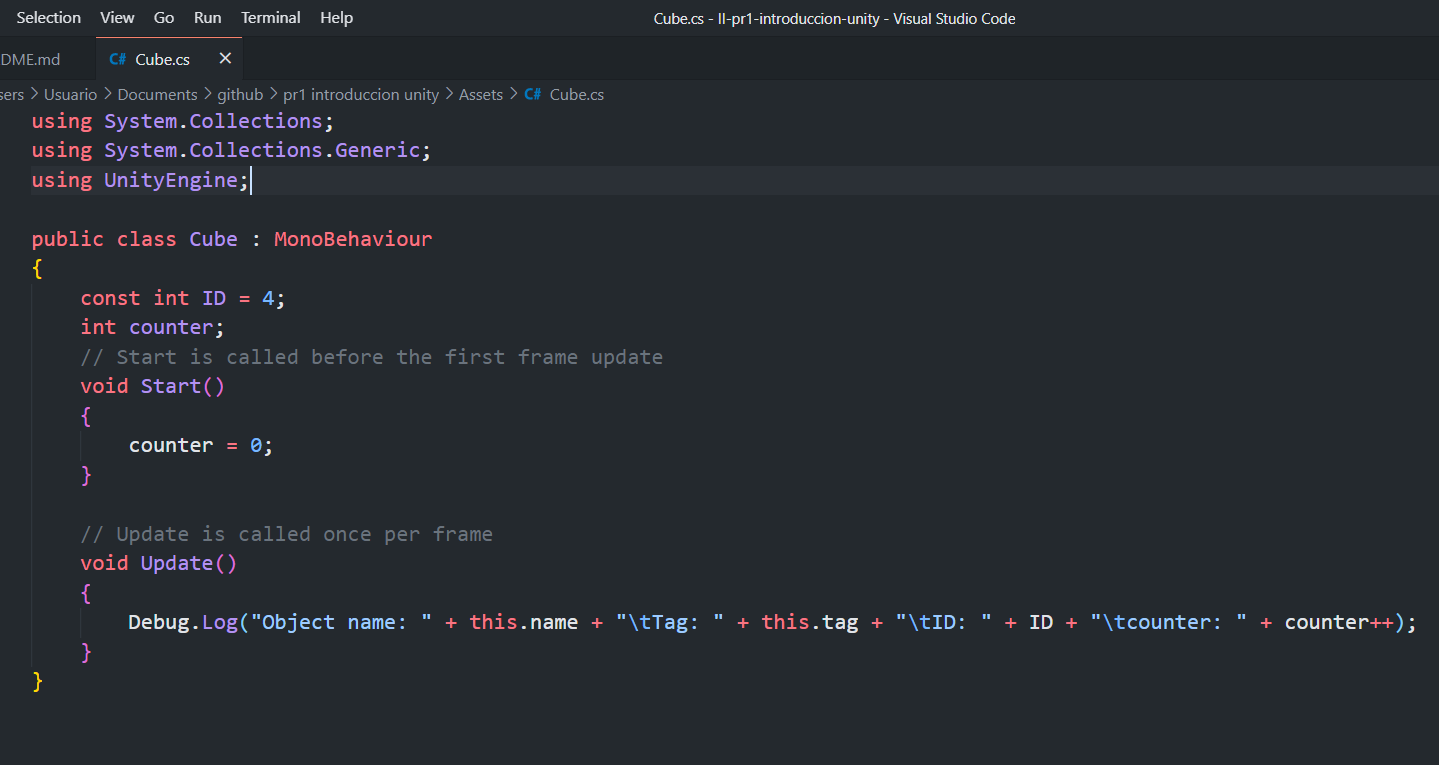 Selection View Go Run Terminal Help Cube.cs - II-pr1-introduccion-unity - Visual Studio Code
DME.md C# Cube.cs ×
sers > Usuario > Documents > github > pr1 introduccion unity > Assets > C# Cube.cs
using System.Collections;
using System.Collections.Generic;
using UnityEngine;
public class Cube : MonoBehaviour
{
    const int ID = 4;
    int counter;
    // Start is called before the first frame update
    void Start()
    {
        counter = 0;
    }
    // Update is called once per frame
    void Update()
    {
        Debug.Log("Object name: " + this.name + "\tTag: " + this.tag + "\tID: " + ID + "\tcounter: " + counter++);
    }
}